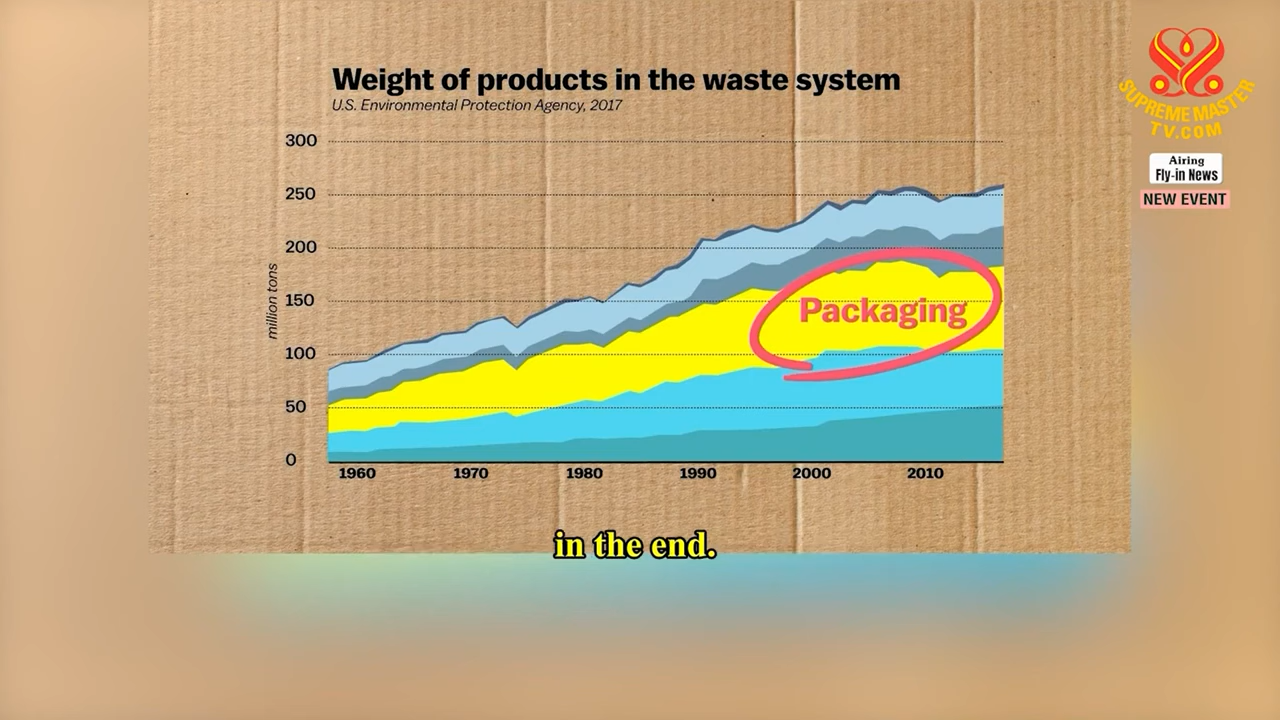 Weight of products in the waste system
U.S. Environmental Protection Agency, 2017
SUPREME MASTER
TV.COM
Airing
Fly-in News
NEW EVENT
300
250
200
150
100
50
0
million tons
Packaging
1960 1970 1980 1990 2000 2010
in the end.